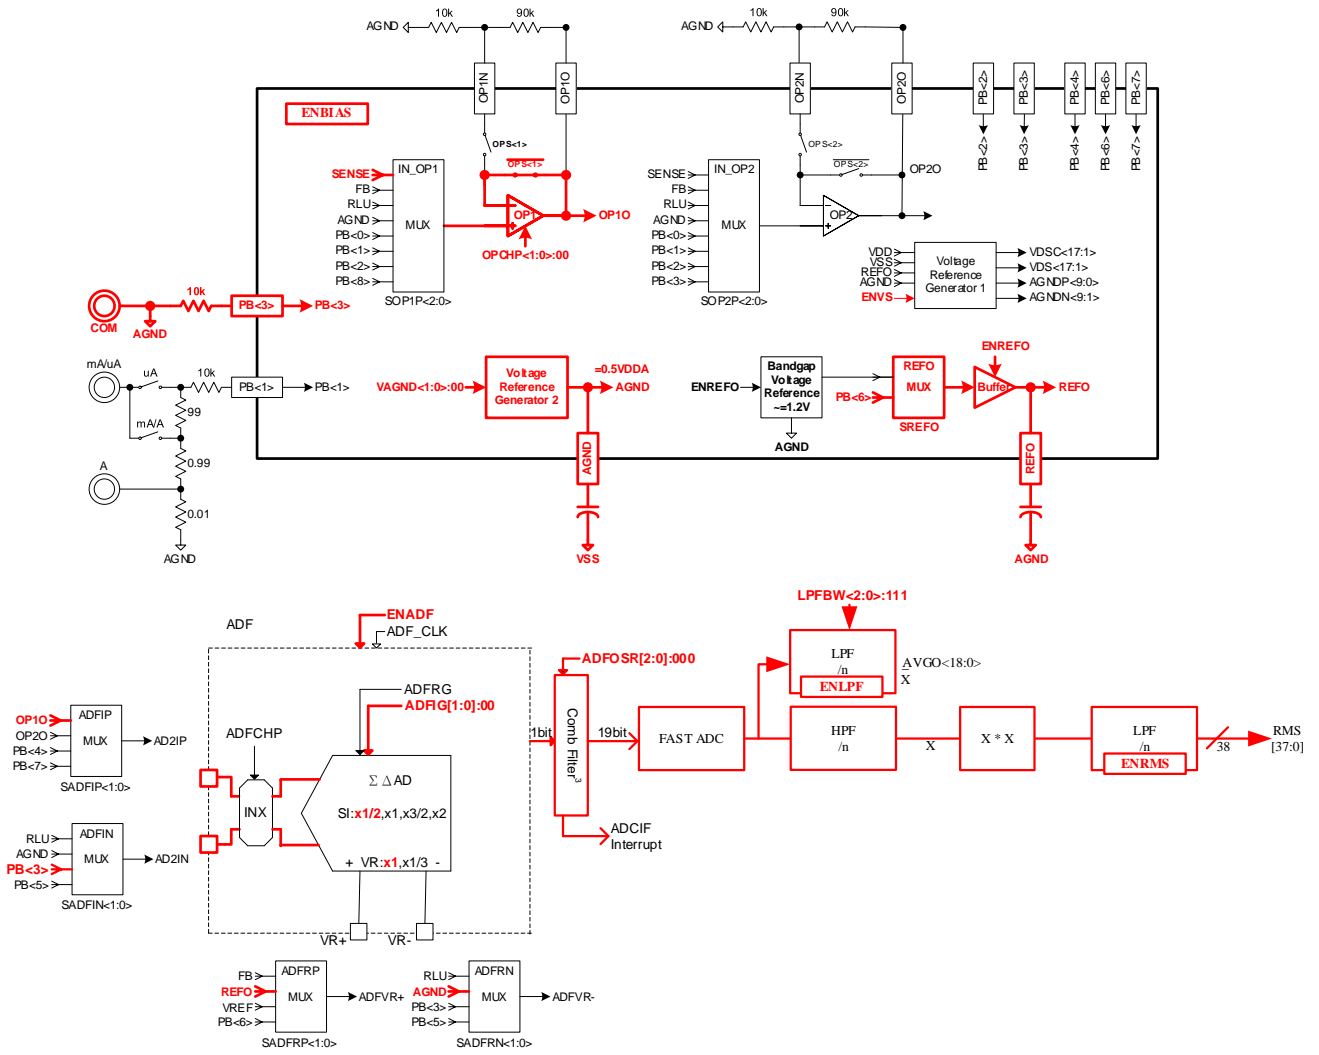 AGND
10k
90k
AGND
10k
90k
OP1N
OP1O
OP2N
OP2O
PB<2>
PB<3>
PB<4>
PB<6>
PB<7>
ENBIAS
OPS<1>
OPS<1>
OPS<2>
OPS<2>
PB<2>
PB<3>
PB<4>
PB<6>
PB<7>
IN_OP1
SENSE
FB
RLU
AGND
PB<0>
PB<1>
PB<2>
PB<8>
MUX
SOP1P<2:0>
OP1
OP1O
OPCHP<1:0>:00
IN_OP2
SENSE
FB
RLU
AGND
PB<0>
PB<1>
PB<2>
PB<3>
MUX
SOP2P<2:0>
OP2
OP2O
VDD
VSS
REFO
AGND
ENVS
Voltage
Reference
Generator 1
VDSC<17:1>
VDS<17:1>
AGNDP<9:0>
AGNDN<9:1>
COM
AGND
10k
PB<3>
PB<3>
mA/uA
uA
10k
PB<1>
PB<1>
99
mA/A
0.99
A
0.01
AGND
VAGND<1:0>:00
Voltage
Reference
Generator 2
=0.5VDDA
AGND
AGND
VSS
ENREFO
Bandgap
Voltage
Reference
~=1.2V
AGND
PB<6>
REFO
MUX
SREFO
ENREFO
Buffer
REFO
REFO
AGND
ADF
ENADF
ADF_CLK
ADFRG
ADFIG[1:0]:00
ADFCHP
INX
Σ Δ AD
SI:x1/2,x1,x3/2,x2
+ VR:x1,x1/3 -
VR+
VR-
OP1O
OP2O
PB<4>
PB<7>
ADFIP
MUX
AD2IP
SADFIP<1:0>
RLU
AGND
PB<3>
PB<5>
ADFIN
MUX
AD2IN
SADFIN<1:0>
FB
REFO
VREF
PB<6>
ADFRP
MUX
ADFVR+
SADFRP<1:0>
RLU
AGND
PB<3>
PB<5>
ADFRN
MUX
ADFVR-
SADFRN<1:0>
1bit
ADFOSR[2:0]:000
Comb Filter3
19bit
ADCIF
Interrupt
FAST ADC
LPFBW<2:0>:111
LPF
/n
ENLPF
AVGO<18:0>
X
HPF
/n
X
X * X
LPF
/n
ENRMS
38
RMS
[37:0]